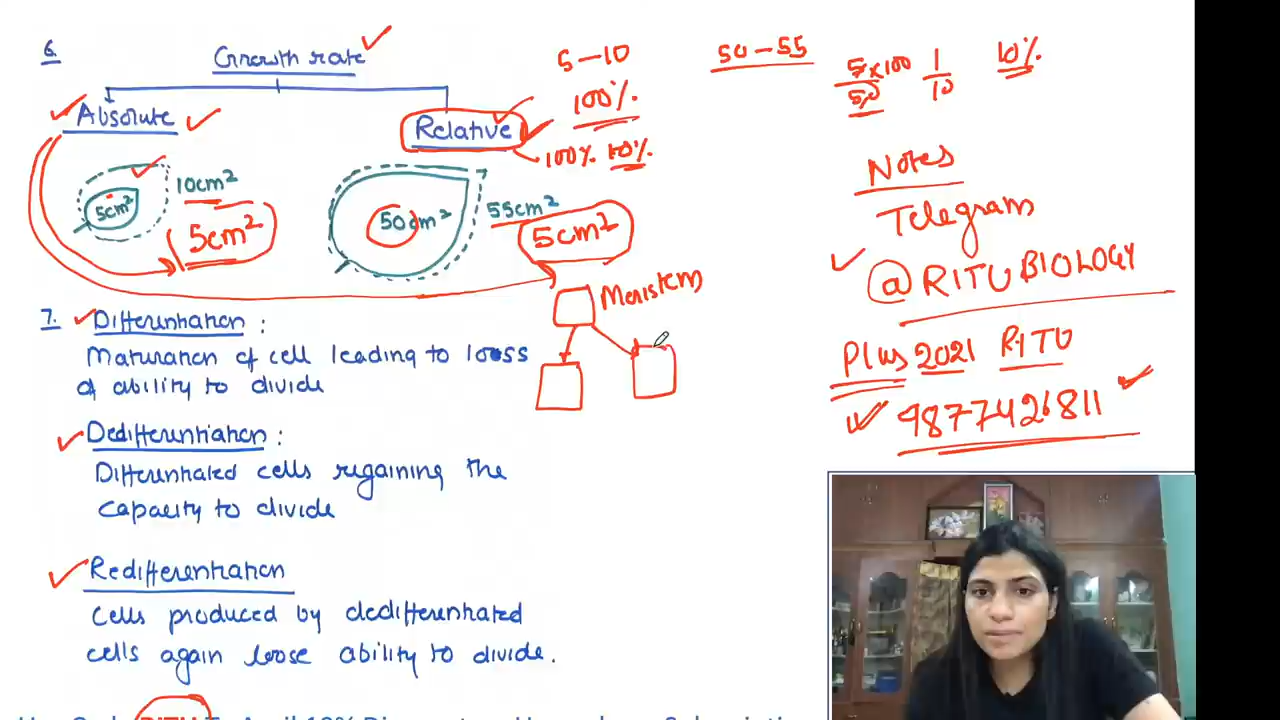 6.
Growth rate
Absolute
Relative
5-10
100%
100% 10%
50-55
5x100
50
1
10
10%
5cm²
10cm²
5cm²
50cm²
55cm²
5cm²
Meristem
Notes
Telegram
@RITUBIOLOGY
Plus 2021 RITU
9877426811
7. Differentiation :
Maturation of cell leading to looss
of ability to divide
Dedifferentiation :
Differentiated cells regaining the
capacity to divide
Redifferentiation
Cells produced by dedifferentiated
cells again loose ability to divide.